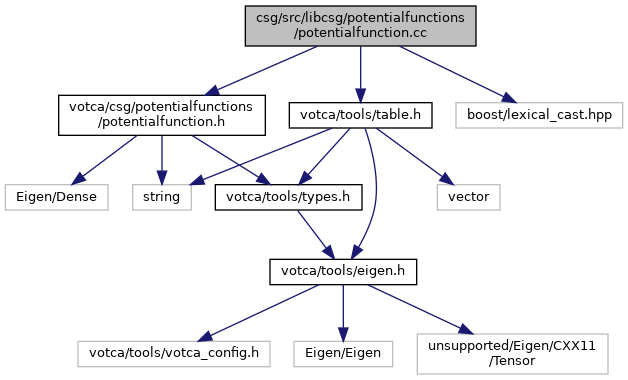 csg/src/libcsg/potentialfunctions
/potentialfunction.cc
votca/csg/potentialfunctions
/potentialfunction.h
votca/tools/table.h
boost/lexical_cast.hpp
Eigen/Dense
string
votca/tools/types.h
vector
votca/tools/eigen.h
votca/tools/votca_config.h
Eigen/Eigen
unsupported/Eigen/CXX11
/Tensor